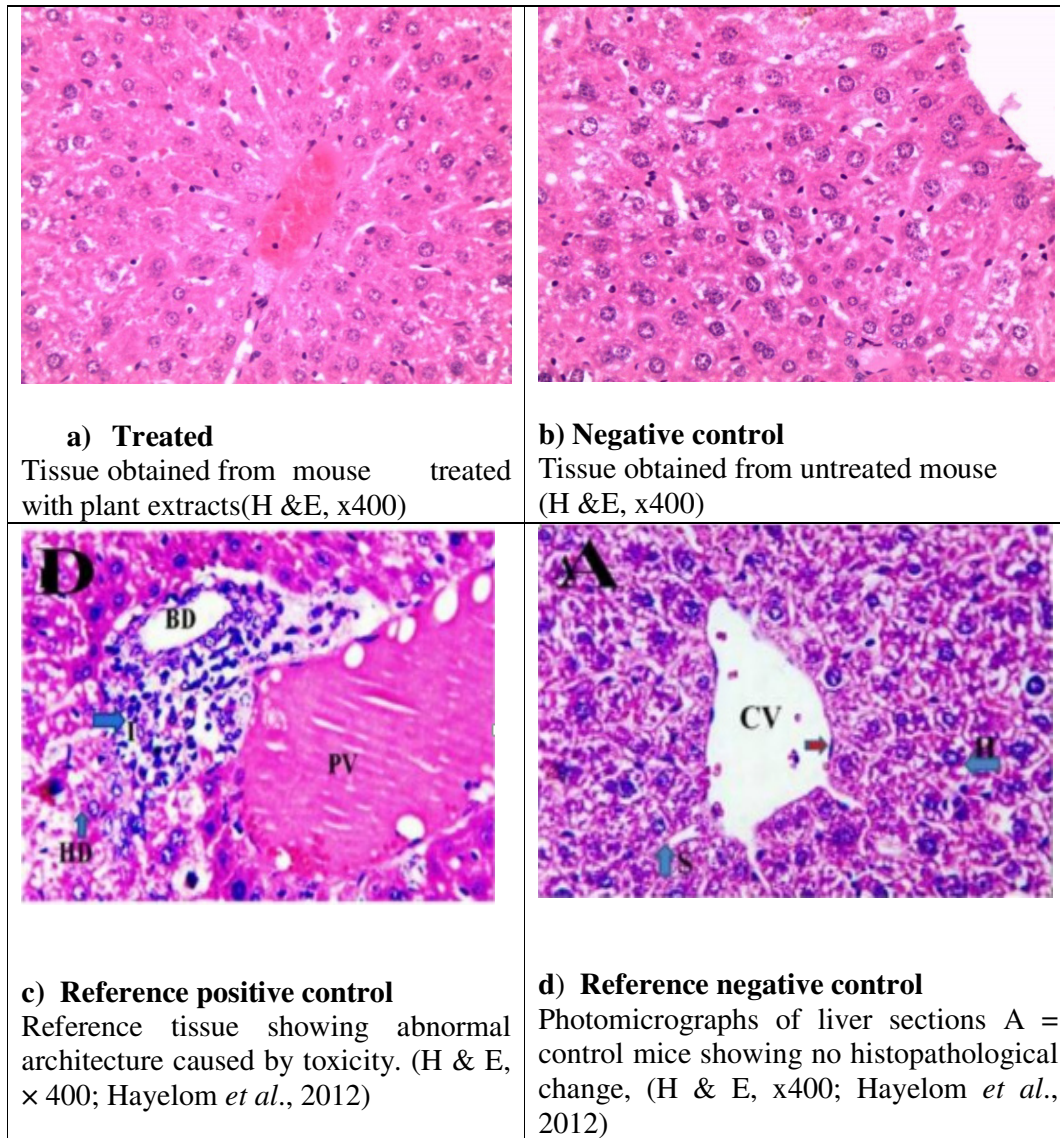 a) Treated
Tissue obtained from mouse treated
with plant extracts(H &E, x400)
b) Negative control
Tissue obtained from untreated mouse
(H &E, x400)
D
BD
I
PV
HD
A
CV
H
S
c) Reference positive control
Reference tissue showing abnormal
architecture caused by toxicity. (H & E,
× 400; Hayelom et al., 2012)
d) Reference negative control
Photomicrographs of liver sections A =
control mice showing no histopathological
change, (H & E, x400; Hayelom et al.,
2012)